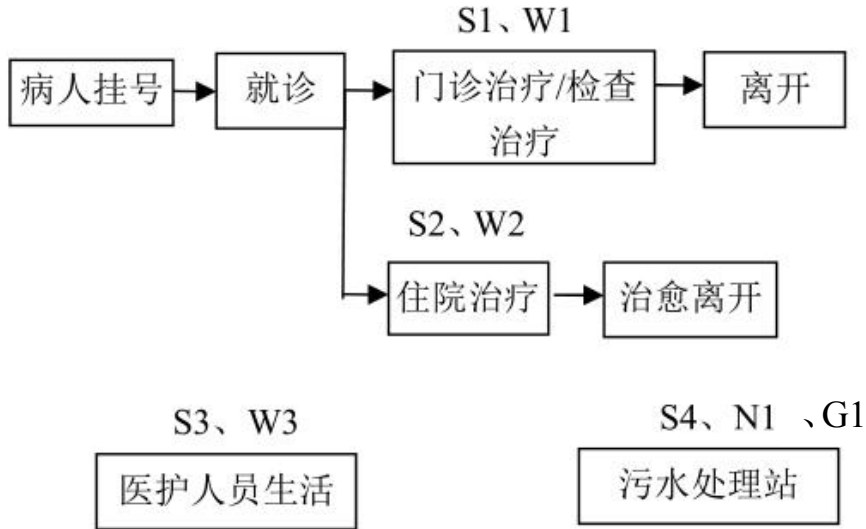 S1、W1
病人挂号
就诊
门诊治疗/检查
治疗
离开
S2、W2
住院治疗
治愈离开
S3、W3
医护人员生活
S4、N1 、G1
污水处理站